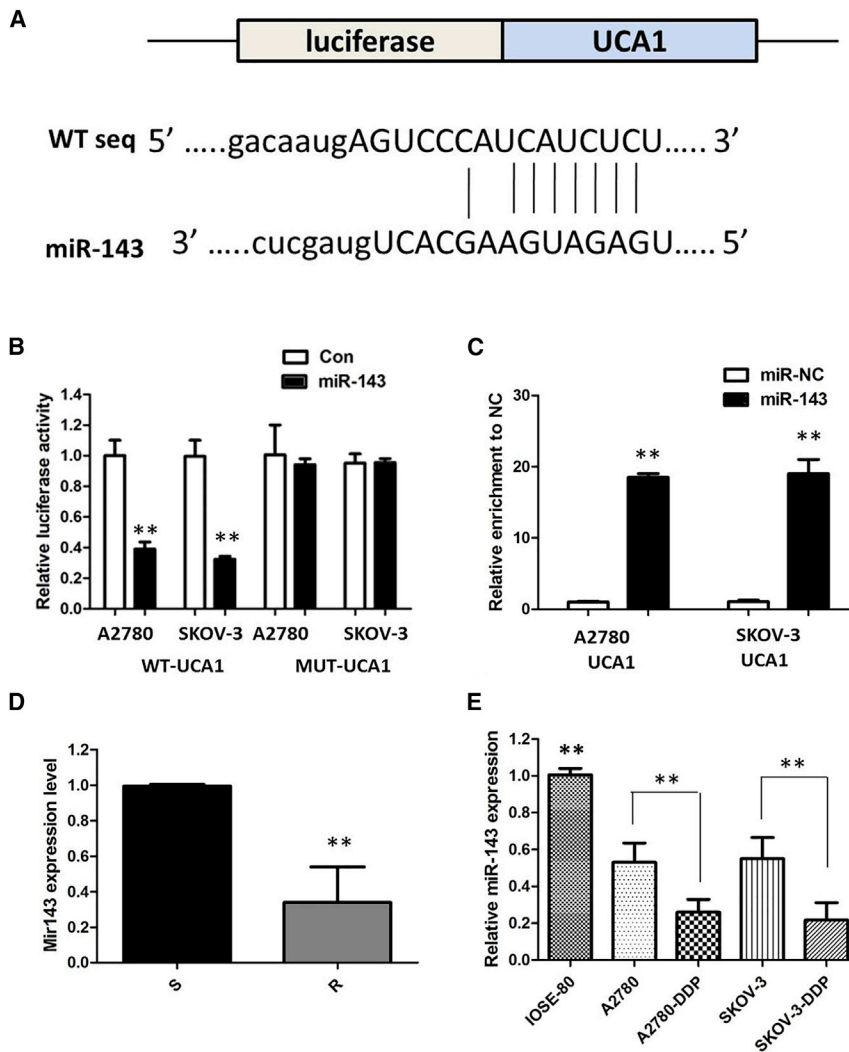 A
luciferase UCA1
WT seq 5’ .....gacaaugAGUCCCAUCAUCUCU..... 3’
miR-143 3’ .....cucgaugUCACGAAGUAGAGU..... 5’
B
Con
miR-143
Relative luciferase activity
1.4
1.2
1.0
0.8
0.6
0.4
0.2
0.0
** **
A2780 SKOV-3 A2780 SKOV-3
WT-UCA1 MUT-UCA1
C
miR-NC
miR-143
Relative enrichment to NC
30
20
10
0
** **
A2780 SKOV-3
UCA1 UCA1
D
Mir143 expression level
1.2
1.0
0.8
0.6
0.4
0.2
0.0
**
S R
E
Relative miR-143 expression
1.2
1.0
0.8
0.6
0.4
0.2
0.0
** ** **
IOSE-80 A2780 A2780-DDP SKOV-3 SKOV-3-DDP